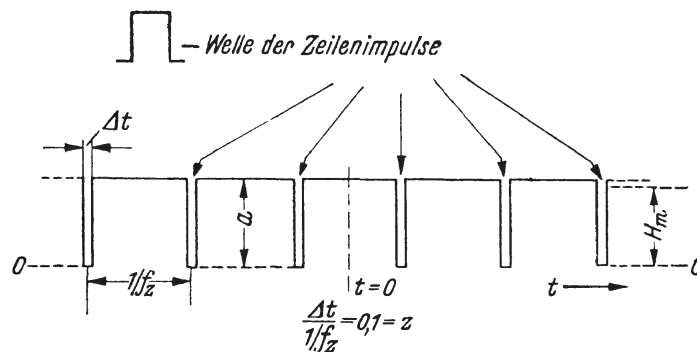 Welle der Zeilenimpulse
Δt
a
H_m
0
0
1/f_z
t=0
t
Δt
1/f_z =0,1=z